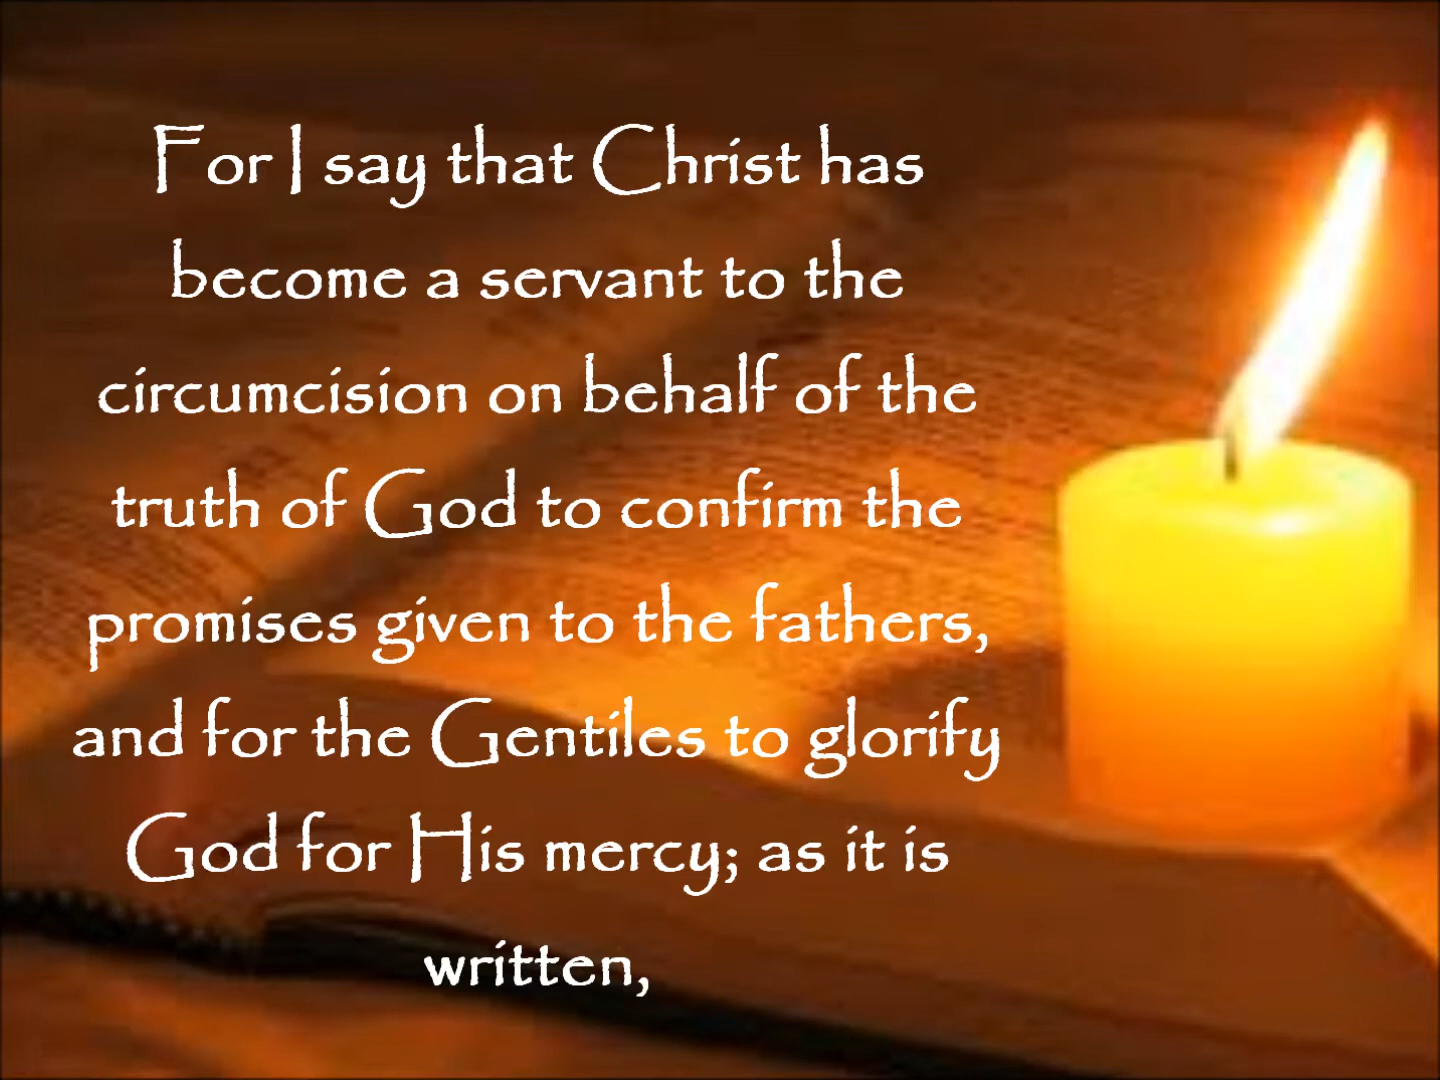 For I say that Christ has
become a servant to the
circumcision on behalf of the
truth of God to confirm the
promises given to the fathers,
and for the Gentiles to glorify
God for His mercy; as it is
written,